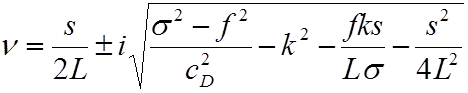 ν = s/2L ± i√((σ² − f²)/c_D² − k² − fks/Lσ − s²/4L²)